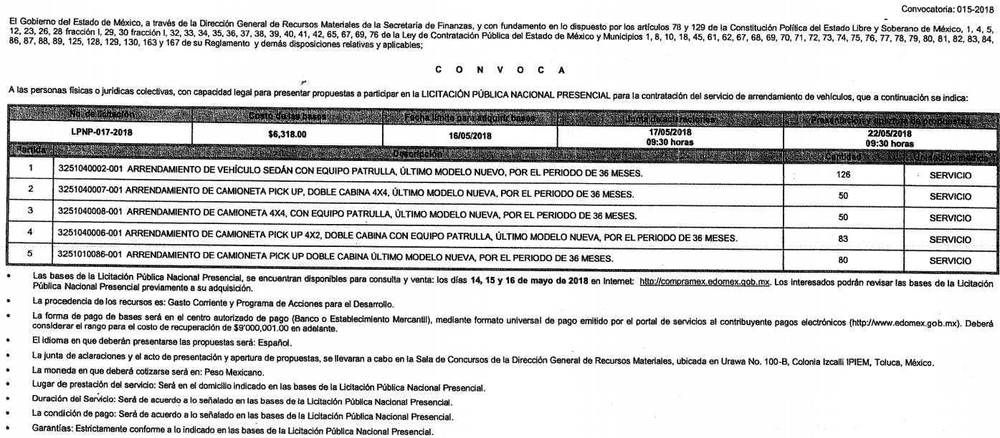 Convocatoria: 015-2018
El Gobierno del Estado de México, a través de la Dirección General de Recursos Materiales de la Secretaría de Finanzas, y con fundamento en lo dispuesto por los artículos 78 y 129 de la Constitución Política del Estado Libre y Soberano de México, 1, 4, 5,
12, 23, 26, 28 fracción I, 29, 30 fracción I, 32, 33, 34, 35, 36, 37, 38, 39, 40, 41, 42, 65, 67, 69, 76 de la Ley de Contratación Pública del Estado de México y Municipios 1, 8, 10, 18, 45, 61, 62, 67, 68, 69, 70, 71, 72, 73, 74, 75, 76, 77, 78, 79, 80, 81, 82, 83, 84,
86, 87, 88, 89, 125, 128, 129, 130, 163 y 167 de su Reglamento y demás disposiciones relativas y aplicables;
C O N V O C A
A las personas físicas o jurídicas colectivas, con capacidad legal para presentar propuestas a participar en la LICITACIÓN PÚBLICA NACIONAL PRESENCIAL para la contratación del servicio de arrendamiento de vehículos, que a continuación se indica:
No. de licitación Costo de las bases Fecha límite para adquirir bases Junta de aclaraciones Presentación y apertura de propuestas
LPNP-017-2018 $6,318.00 16/05/2018 17/05/2018 09:30 horas 22/05/2018 09:30 horas
Partida Descripción Cantidad Unidad de medida
1 3251040002-001 ARRENDAMIENTO DE VEHÍCULO SEDÁN CON EQUIPO PATRULLA, ÚLTIMO MODELO NUEVO, POR EL PERIODO DE 36 MESES. 126 SERVICIO
2 3251040007-001 ARRENDAMIENTO DE CAMIONETA PICK UP, DOBLE CABINA 4X4, ÚLTIMO MODELO NUEVA, POR EL PERIODO DE 36 MESES. 50 SERVICIO
3 3251040008-001 ARRENDAMIENTO DE CAMIONETA 4X4, CON EQUIPO PATRULLA, ÚLTIMO MODELO NUEVA, POR EL PERIODO DE 36 MESES. 50 SERVICIO
4 3251040006-001 ARRENDAMIENTO DE CAMIONETA PICK UP 4X2, DOBLE CABINA CON EQUIPO PATRULLA, ÚLTIMO MODELO NUEVA, POR EL PERIODO DE 36 MESES. 83 SERVICIO
5 3251010086-001 ARRENDAMIENTO DE CAMIONETA PICK UP DOBLE CABINA ÚLTIMO MODELO NUEVA, POR EL PERIODO DE 36 MESES. 80 SERVICIO
• Las bases de la Licitación Pública Nacional Presencial, se encuentran disponibles para consulta y venta: los días 14, 15 y 16 de mayo de 2018 en Internet: http://compramex.edomex.gob.mx. Los interesados podrán revisar las bases de la Licitación
Pública Nacional Presencial previamente a su adquisición.
• La procedencia de los recursos es: Gasto Corriente y Programa de Acciones para el Desarrollo.
• La forma de pago de bases será en el centro autorizado de pago (Banco o Establecimiento Mercantil), mediante formato universal de pago emitido por el portal de servicios al contribuyente pagos electrónicos (http://www.edomex.gob.mx). Deberá
considerar el rango para el costo de recuperación de $9'000,001.00 en adelante.
• El idioma en que deberán presentarse las propuestas será: Español.
• La junta de aclaraciones y el acto de presentación y apertura de propuestas, se llevaran a cabo en la Sala de Concursos de la Dirección General de Recursos Materiales, ubicada en Urawa No. 100-B, Colonia Izcalli IPIEM, Toluca, México.
• La moneda en que deberá cotizarse será en: Peso Mexicano.
• Lugar de prestación del servicio: Será en el domicilio indicado en las bases de la Licitación Pública Nacional Presencial.
• Duración del Servicio: Será de acuerdo a lo señalado en las bases de la Licitación Pública Nacional Presencial.
• La condición de pago: Será de acuerdo a lo señalado en las bases de la Licitación Pública Nacional Presencial.
• Garantías: Estrictamente conforme a lo indicado en las bases de la Licitación Pública Nacional Presencial.